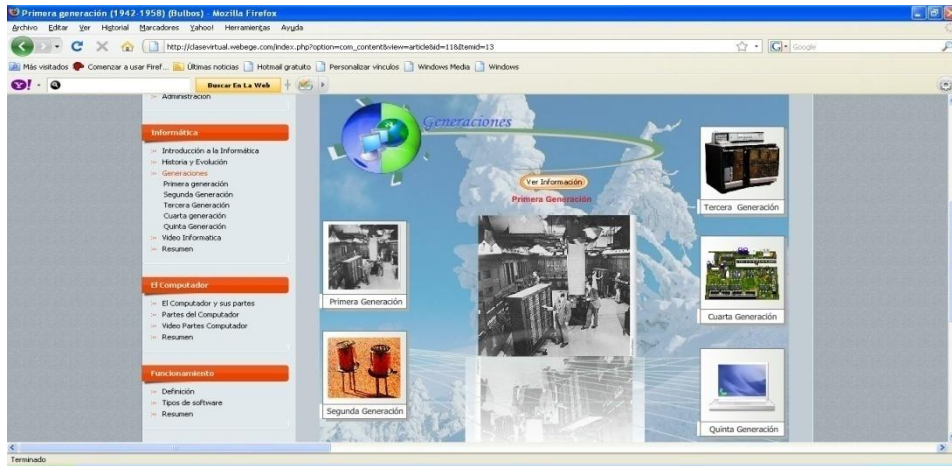 Primera generación (1942-1958) (Bulbos) - Mozilla Firefox
Archivo Editar Ver Historial Marcadores Yahoo! Herramientas Ayuda
http://clasevirtual.webege.com/index.php?option=com_content&view=article&id=11&Itemid=13
Google
Más visitados Comenzar a usar Firef... Últimas noticias Hotmail gratuito Personalizar vínculos Windows Media Windows
Y! Buscar En La Web
Administración
Informática
Introducción a la Informática
Historia y Evolución
Generaciones
Primera generación
Segunda Generación
Tercera Generación
Cuarta generación
Quinta Generación
Video Informatica
Resumen
El Computador
El Computador y sus partes
Partes del Computador
Video Partes Computador
Resumen
Funcionamiento
Definición
Tipos de software
Resumen
Generaciones
Ver Información
Primera Generación
Primera Generación
Segunda Generación
Tercera Generación
Cuarta Generación
Quinta Generación
Terminado